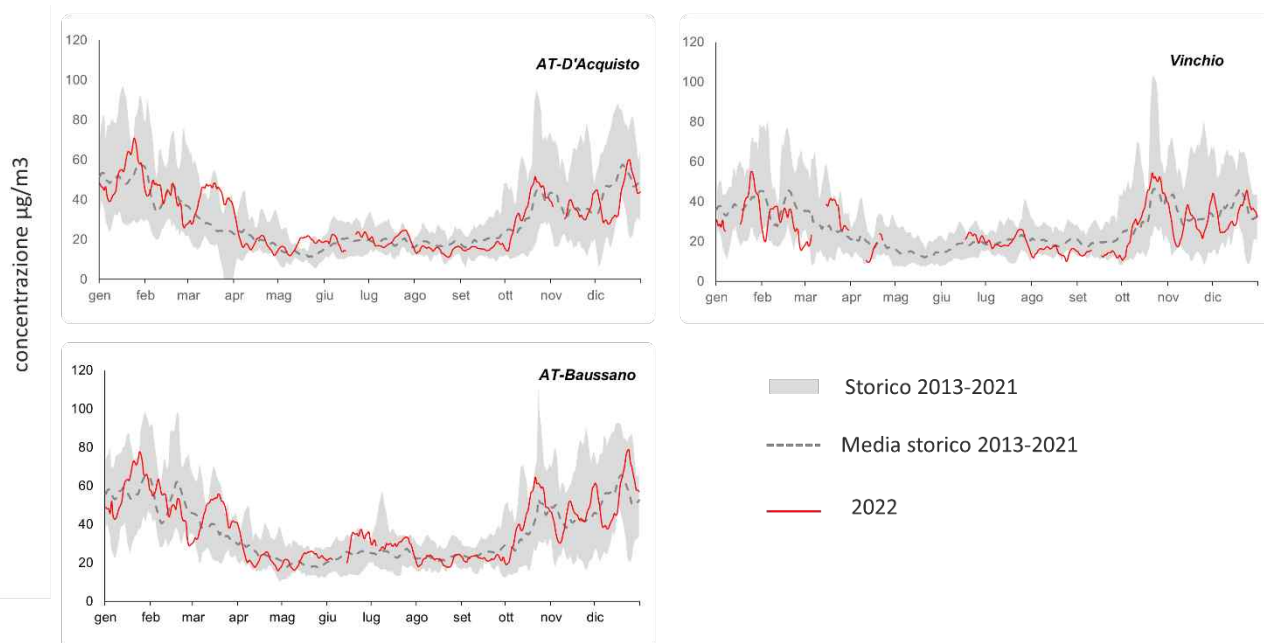 concentrazione µg/m3
AT-D'Acquisto
120
100
80
60
40
20
0
gen feb mar apr mag giu lug ago set ott nov dic
Vinchio
120
100
80
60
40
20
0
gen feb mar apr mag giu lug ago set ott nov dic
AT-Baussano
120
100
80
60
40
20
0
gen feb mar apr mag giu lug ago set ott nov dic
Storico 2013-2021
Media storico 2013-2021
2022